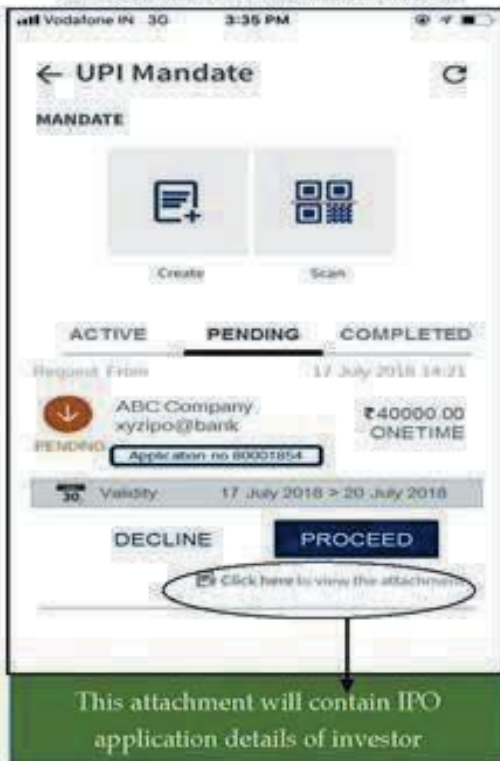 Vodafone IN 3G 3:35 PM
← UPI Mandate
MANDATE
Create Scan
ACTIVE PENDING COMPLETED
Request From 17 July 2018 14:21
ABC Company
xyzipo@bank
₹40000.00
ONETIME
PENDING
Application no 80001854
30 Validity 17 July 2018 > 20 July 2018
DECLINE PROCEED
Click here to view the attachment
This attachment will contain IPO
application details of investor